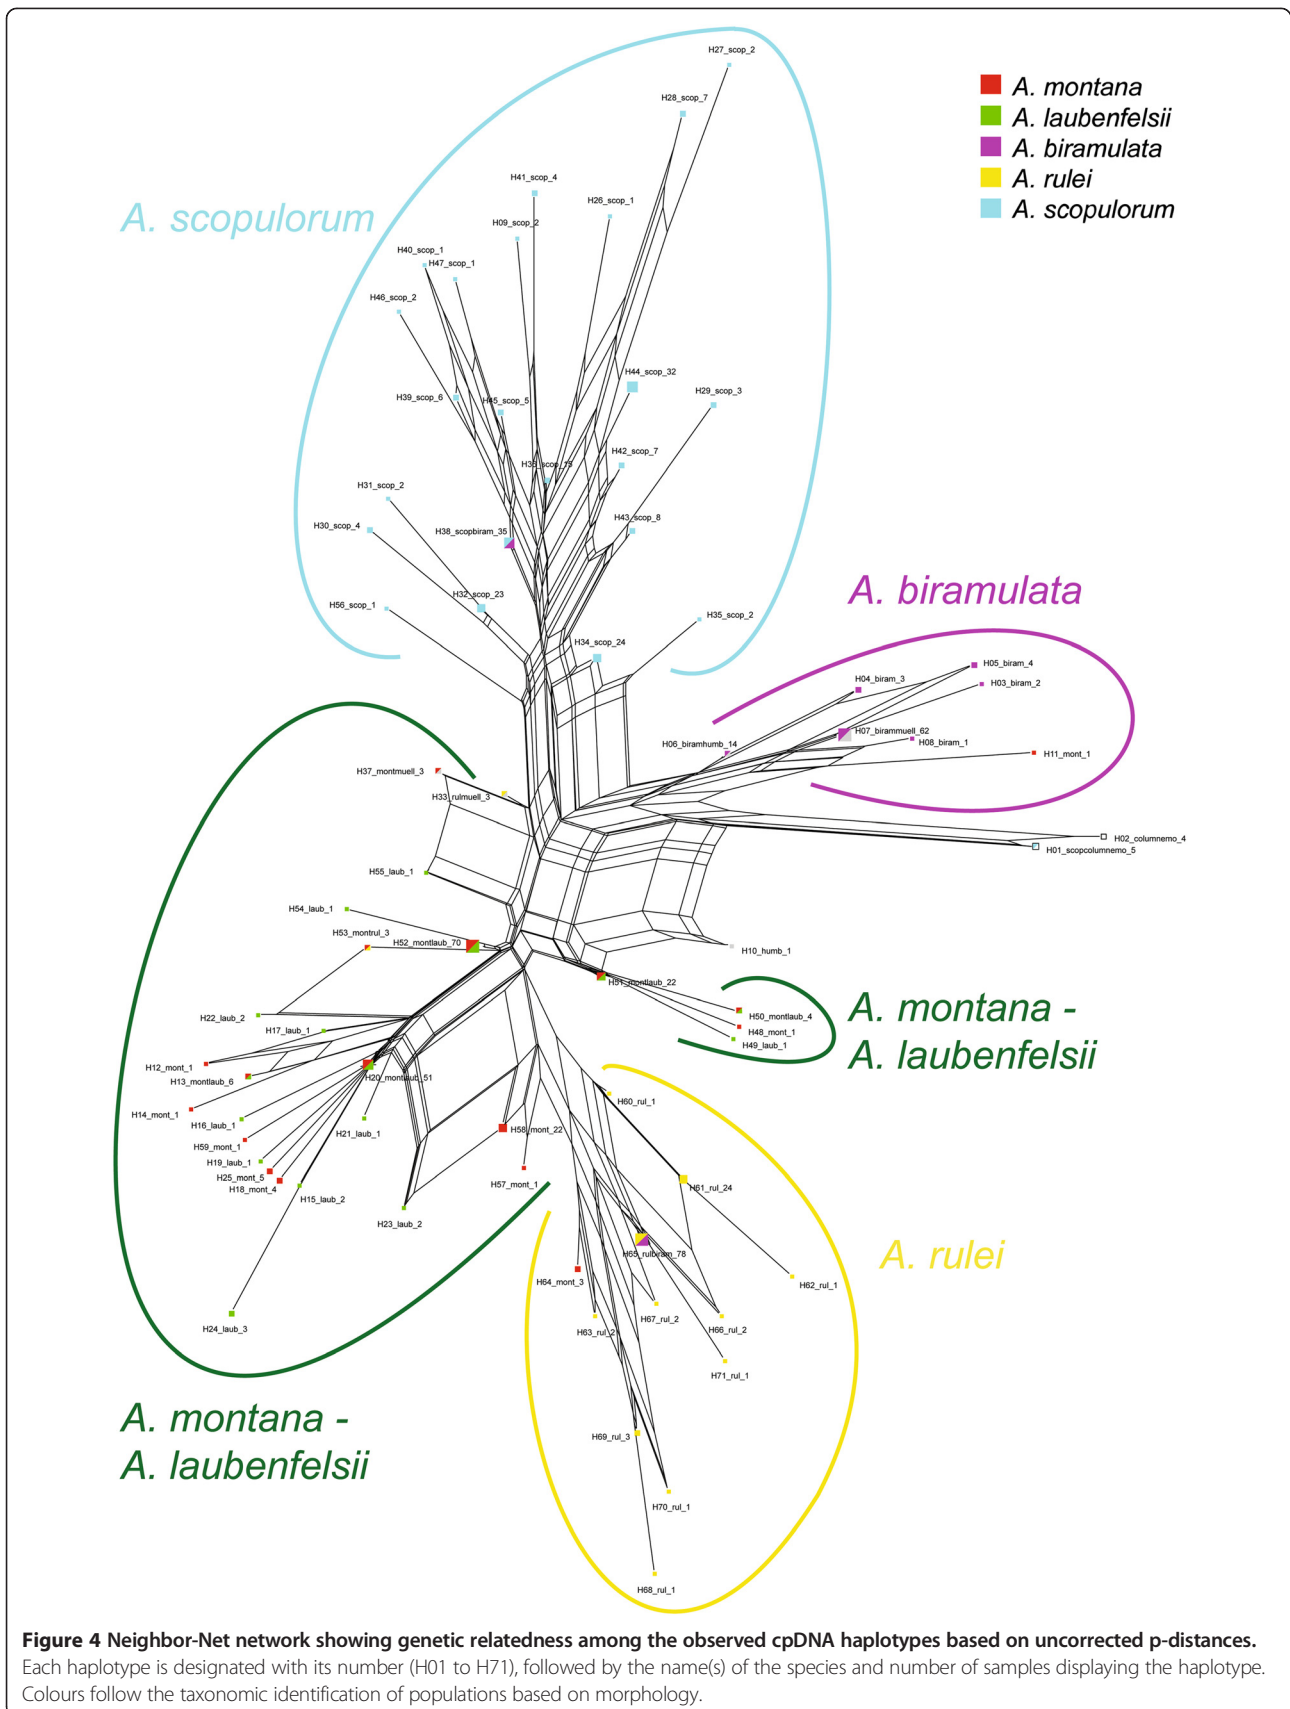 H27_scop_2
H28_scop_7
A. montana
A. laubenfelsii
A. biramulata
A. rulei
A. scopulorum
H41_scop_4
H26_scop_1
H09_scop_2
A. scopulorum
H40_scop_1
H47_scop_1
H46_scop_2
H44_scop_32
H29_scop_3
H39_scop_6
H45_scop_5
H42_scop_7
H36_scop_15
H31_scop_2
H30_scop_4
H43_scop_8
H38_scopbiram_35
H32_scop_23
H56_scop_1
H35_scop_2
H34_scop_24
A. biramulata
H05_biram_4
H04_biram_3
H03_biram_2
H07_birammuell_62
H08_biram_1
H06_biramhumb_14
H11_mont_1
H37_montmuell_3
H33_rulmuell_3
H02_columnemo_4
H01_scopcolumnemo_5
H55_laub_1
H54_laub_1
H53_montrul_3
H52_montlaub_70
H10_humb_1
H51_montlaub_22
H50_montlaub_4
H48_mont_1
H49_laub_1
A. montana -
A. laubenfelsii
H22_laub_2
H17_laub_1
H12_mont_1
H13_montlaub_6
H20_montlaub_51
H14_mont_1
H16_laub_1
H21_laub_1
H59_mont_1
H19_laub_1
H25_mont_5
H18_mont_4
H15_laub_2
H58_mont_22
H57_mont_1
H23_laub_2
H24_laub_3
H60_rul_1
H61_rul_24
H65_rulbiram_78
A. rulei
H64_mont_3
H62_rul_1
H67_rul_2
H63_rul_2
H66_rul_2
H71_rul_1
A. montana -
A. laubenfelsii
H69_rul_3
H70_rul_1
H68_rul_1
Figure 4 Neighbor-Net network showing genetic relatedness among the observed cpDNA haplotypes based on uncorrected p-distances.
Each haplotype is designated with its number (H01 to H71), followed by the name(s) of the species and number of samples displaying the haplotype.
Colours follow the taxonomic identification of populations based on morphology.